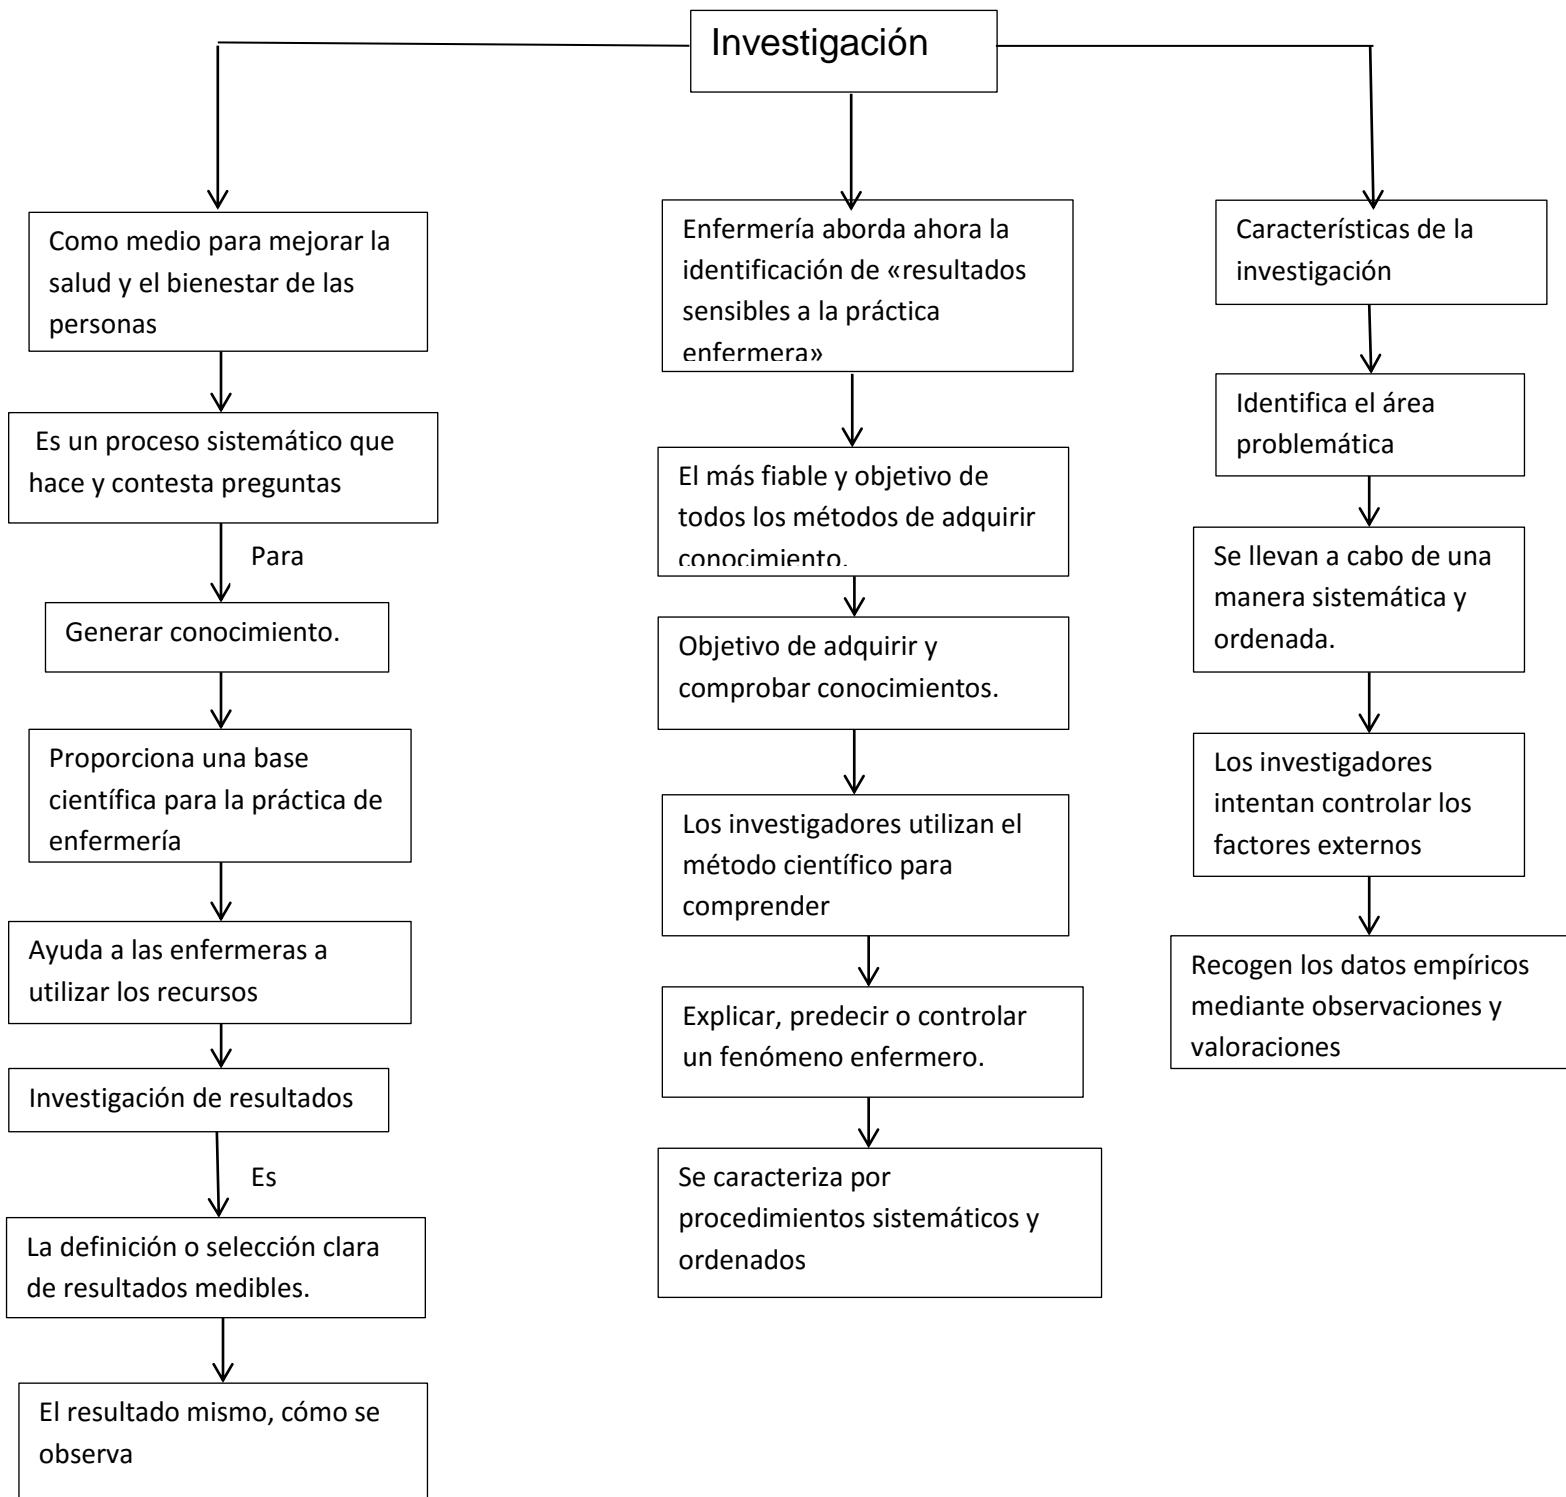 Investigación
Como medio para mejorar la
salud y el bienestar de las
personas
Es un proceso sistemático que
hace y contesta preguntas
Para
Generar conocimiento.
Proporciona una base
científica para la práctica de
enfermería
Ayuda a las enfermeras a
utilizar los recursos
Investigación de resultados
Es
La definición o selección clara
de resultados medibles.
El resultado mismo, cómo se
observa
Enfermería aborda ahora la
identificación de «resultados
sensibles a la práctica
enfermera»
El más fiable y objetivo de
todos los métodos de adquirir
conocimiento.
Objetivo de adquirir y
comprobar conocimientos.
Los investigadores utilizan el
método científico para
comprender
Explicar, predecir o controlar
un fenómeno enfermero.
Se caracteriza por
procedimientos sistemáticos y
ordenados
Características de la
investigación
Identifica el área
problemática
Se llevan a cabo de una
manera sistemática y
ordenada.
Los investigadores
intentan controlar los
factores externos
Recogen los datos empíricos
mediante observaciones y
valoraciones